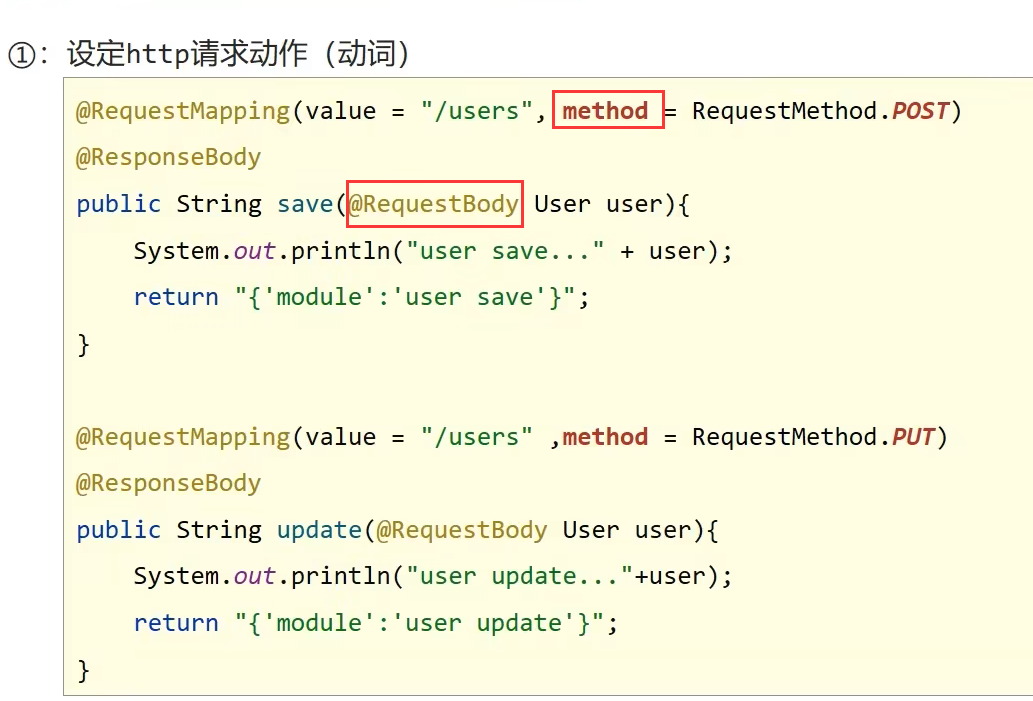 ①：设定http请求动作（动词）
@RequestMapping(value = "/users", method = RequestMethod.POST)
@ResponseBody
public String save(@RequestBody User user){
    System.out.println("user save..." + user);
    return "{'module':'user save'}";
}
@RequestMapping(value = "/users" ,method = RequestMethod.PUT)
@ResponseBody
public String update(@RequestBody User user){
    System.out.println("user update..."+user);
    return "{'module':'user update'}";
}